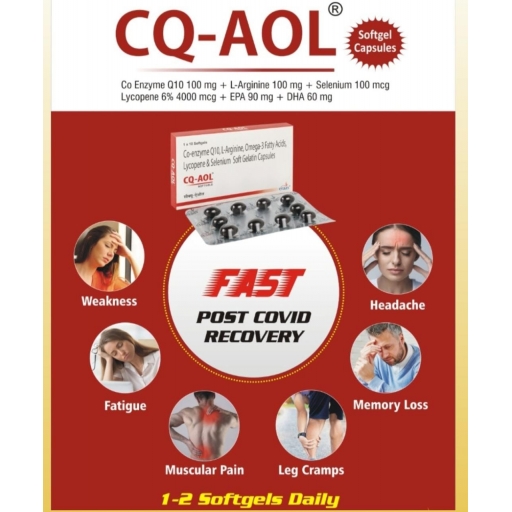 CQ-AOL®
Softgel
Capsules
Co Enzyme Q10 100 mg + L-Arginine 100 mg + Selenium 100 mcg
Lycopene 6% 4000 mcg + EPA 90 mg + DHA 60 mg
Co-enzyme Q10, L-Arginine, Omega-3 Fatty Acids,
Lycopene & Selenium Soft Gelatin Capsules
CQ-AOL
FAST
POST COVID
RECOVERY
Weakness
Headache
Fatigue
Memory Loss
Muscular Pain
Leg Cramps
1-2 Softgels Daily